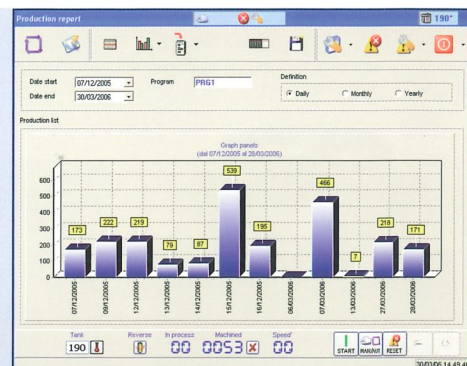 Production report
190°
Date start 07/12/2005 Program PRG1
Date end 30/03/2006
Definition
Daily Monthly Yearly
Production list
Graph panels
(dal 07/12/2005 al 28/03/2006)
600
500
400
300
200
100
0
173
222
219
79
87
539
195
466
7
218
171
07/12/2005
09/12/2005
12/12/2005
13/12/2005
14/12/2005
15/12/2005
16/12/2005
06/03/2006
07/03/2006
13/03/2006
27/03/2006
28/03/2006
Tank Reverse In process Machined Speed
190 00 0053 00
START MAN/AUT RESET
30/03/06 14.49.4